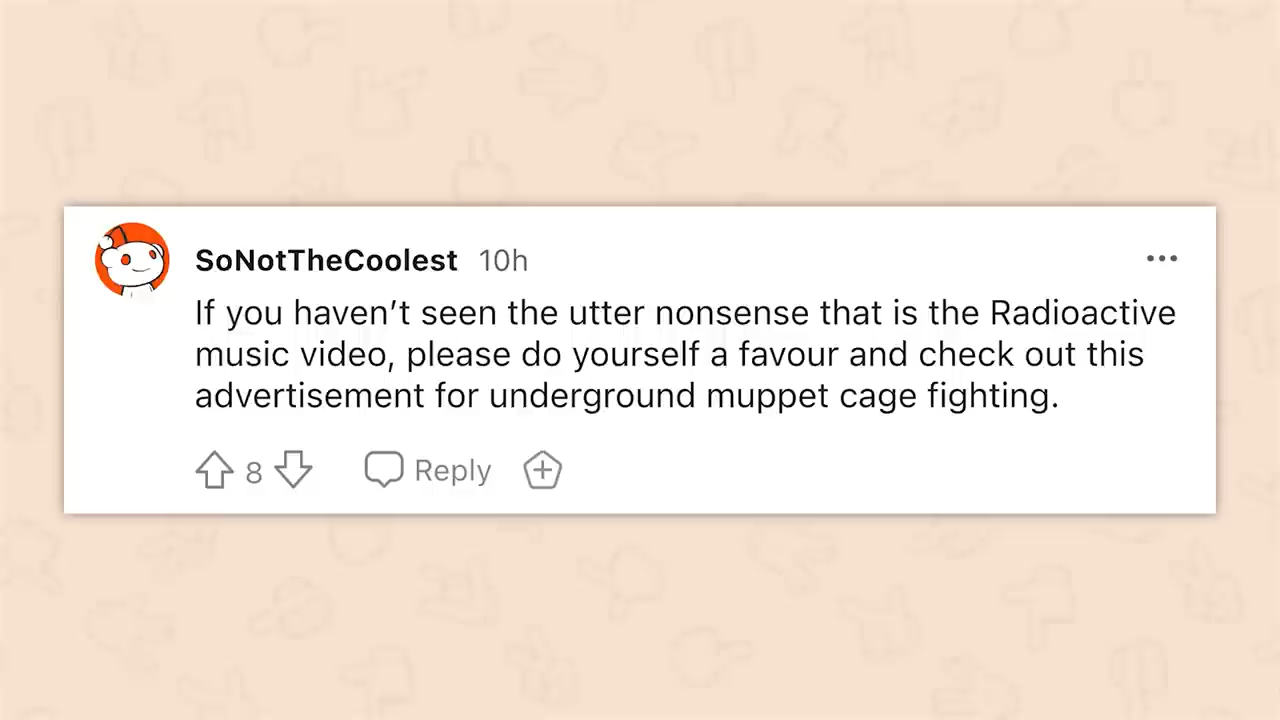 SoNotTheCoolest 10h
If you haven’t seen the utter nonsense that is the Radioactive
music video, please do yourself a favour and check out this
advertisement for underground muppet cage fighting.
8 Reply